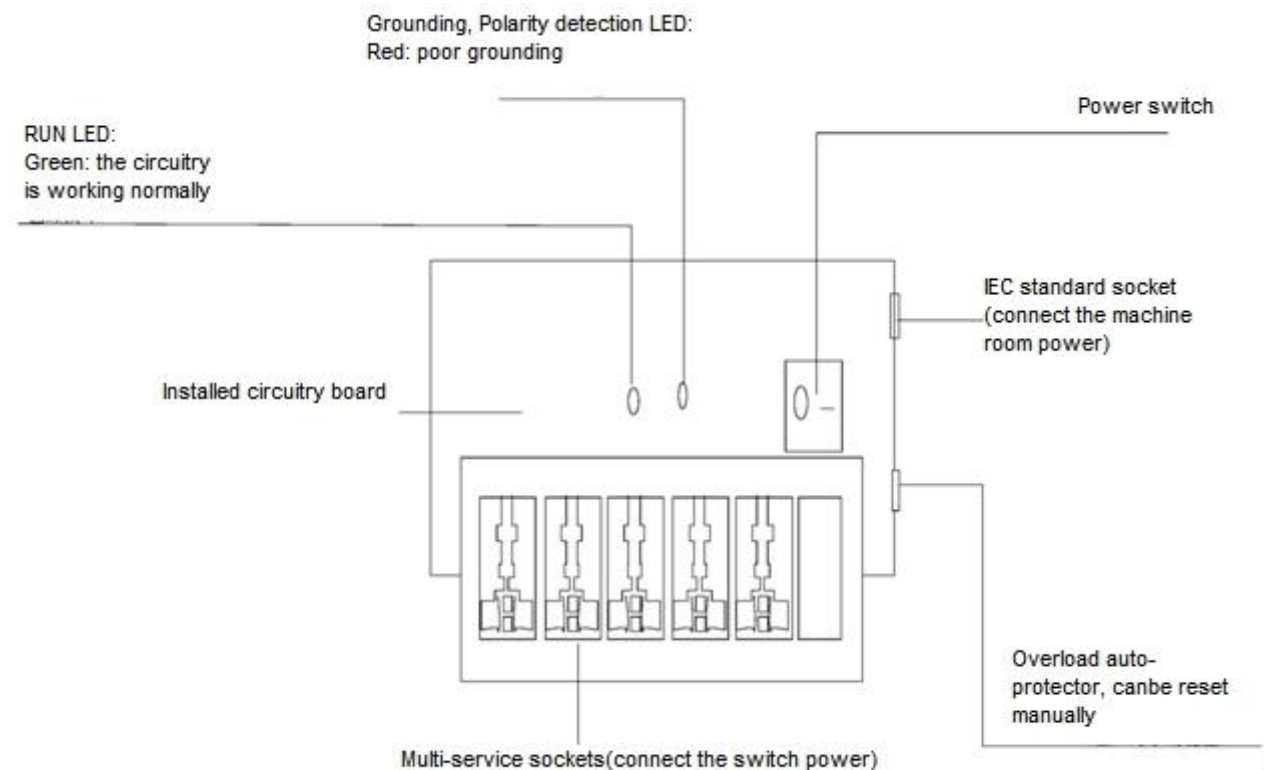 Grounding, Polarity detection LED:
Red: poor grounding
Power switch
RUN LED:
Green: the circuitry
is working normally
IEC standard socket
(connect the machine
room power)
Installed circuitry board
Overload auto-
protector, canbe reset
manually
Multi-service sockets(connect the switch power)